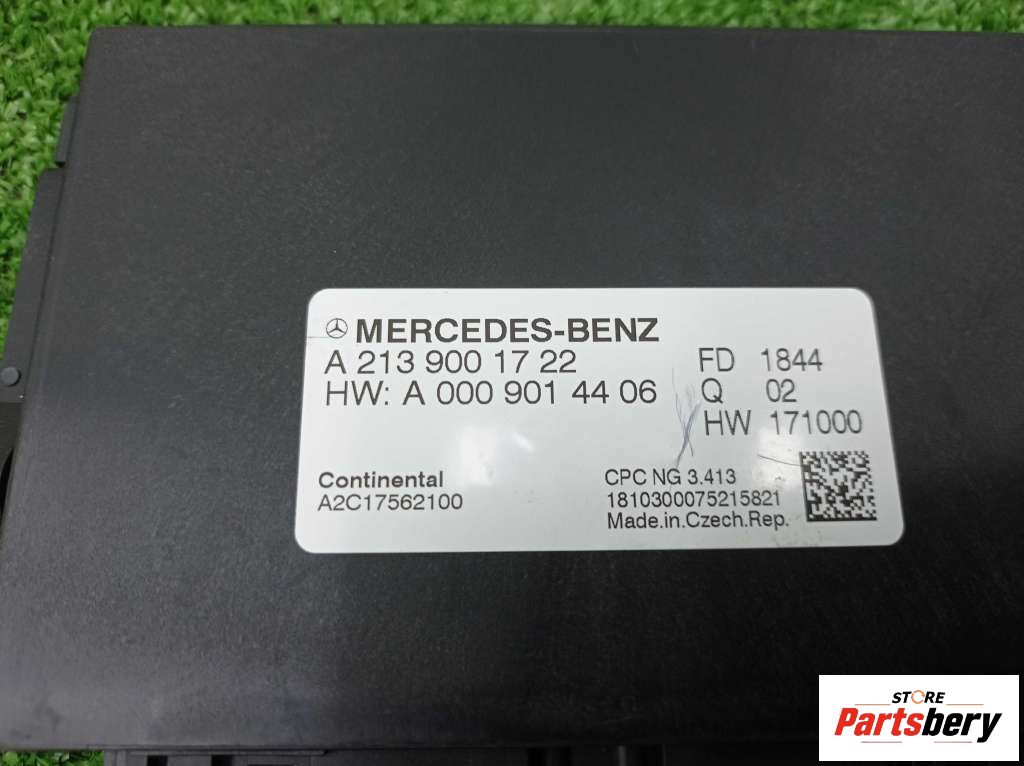 MERCEDES-BENZ
A 213 900 17 22
HW: A 000 901 44 06
FD 1844
Q 02
HW 171000
Continental
A2C17562100
CPC NG 3.413
1810300075215821
Made.in.Czech.Rep.
STORE
Partsbery